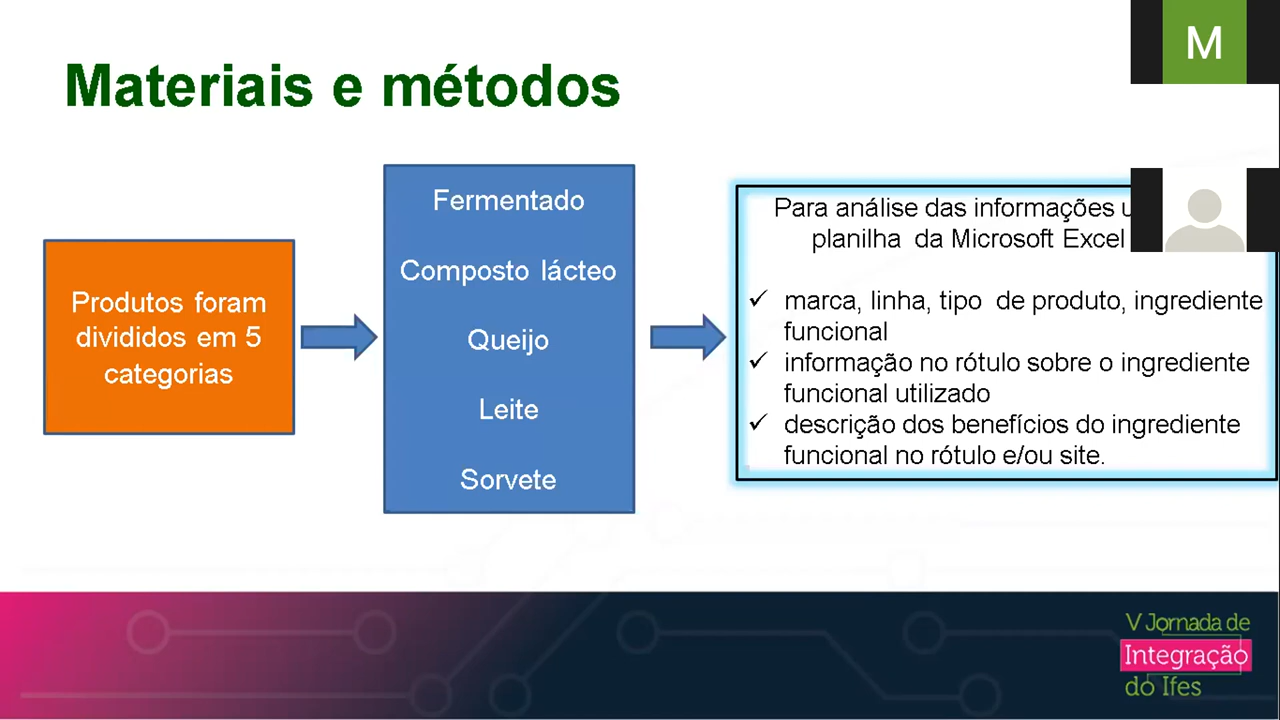 Materiais e métodos
M
Produtos foram
divididos em 5
categorias
Fermentado
Composto lácteo
Queijo
Leite
Sorvete
Para análise das informações
planilha da Microsoft Excel
✓ marca, linha, tipo de produto, ingrediente
funcional
✓ informação no rótulo sobre o ingrediente
funcional utilizado
✓ descrição dos benefícios do ingrediente
funcional no rótulo e/ou site.
V Jornada de
Integração
do Ifes